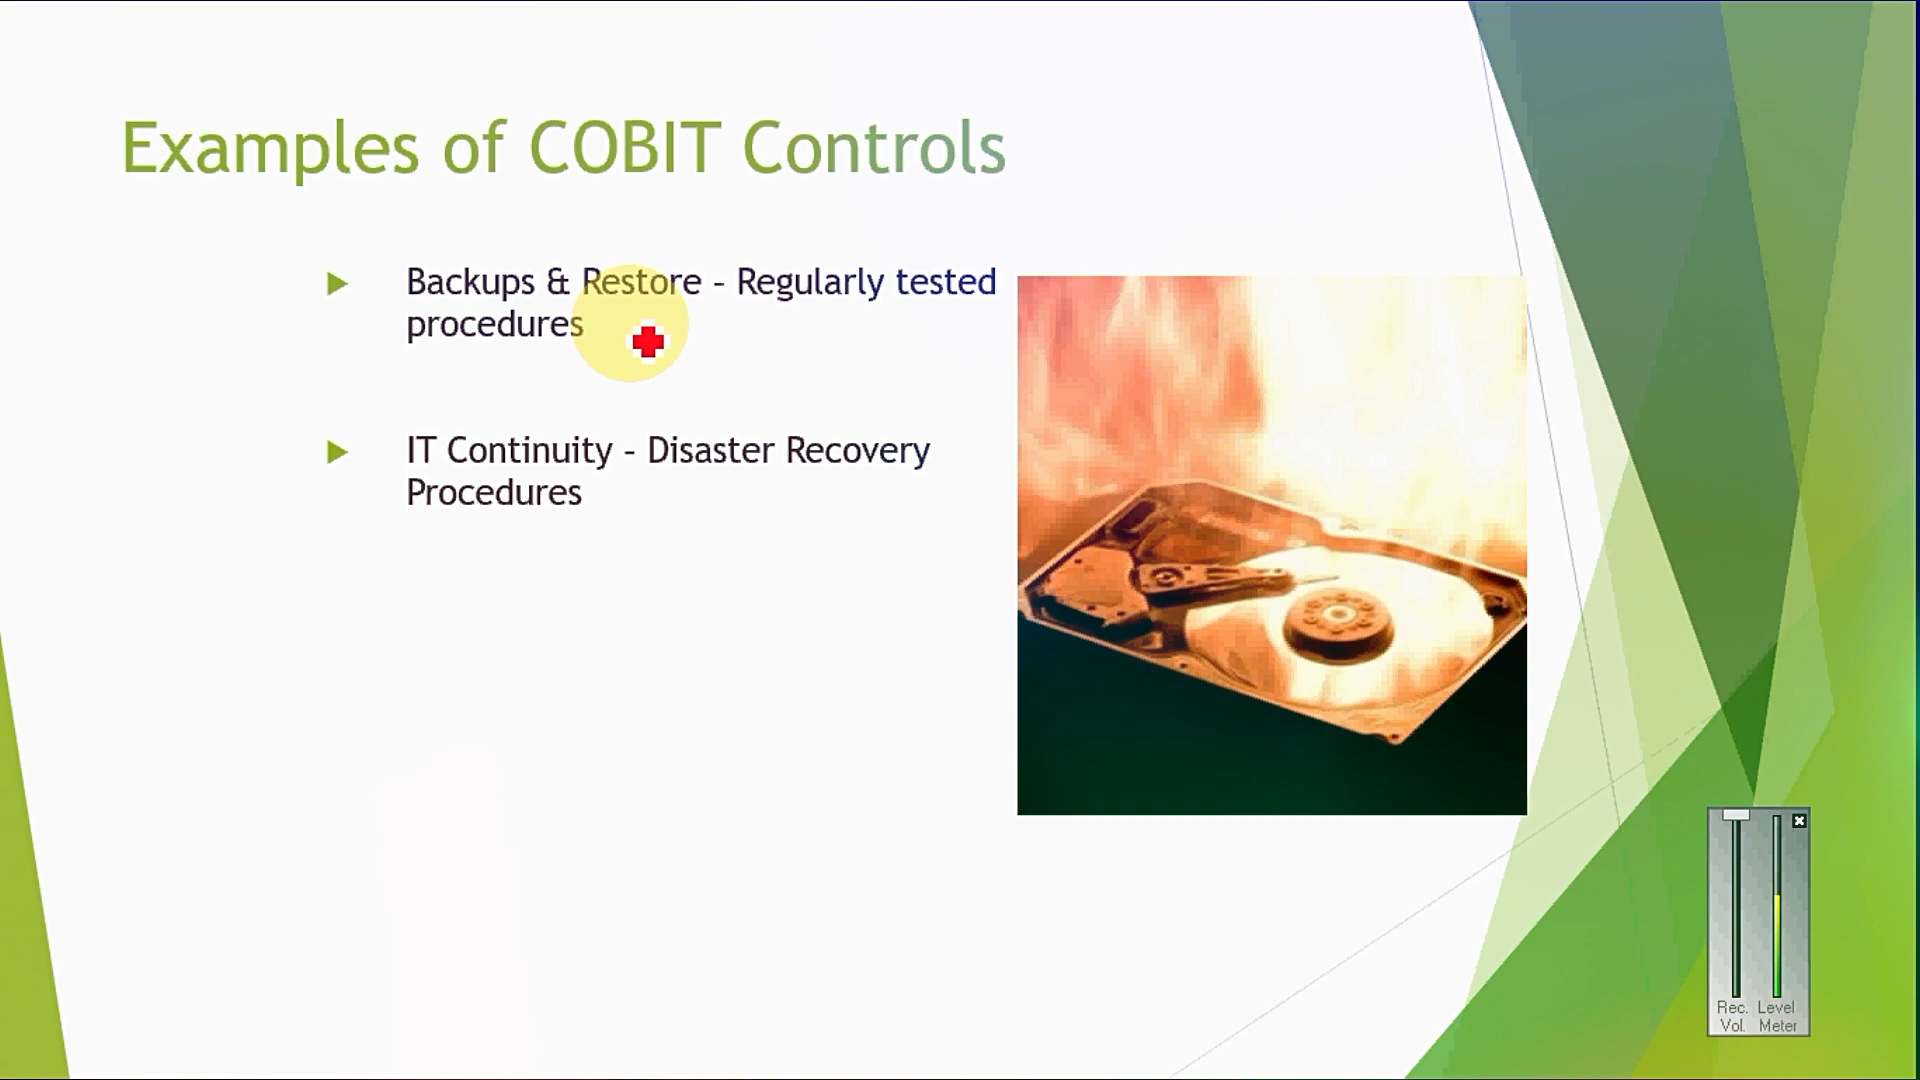 Examples of COBIT Controls
Backups & Restore – Regularly tested
procedures
IT Continuity – Disaster Recovery
Procedures
Rec. Level
Vol. Meter